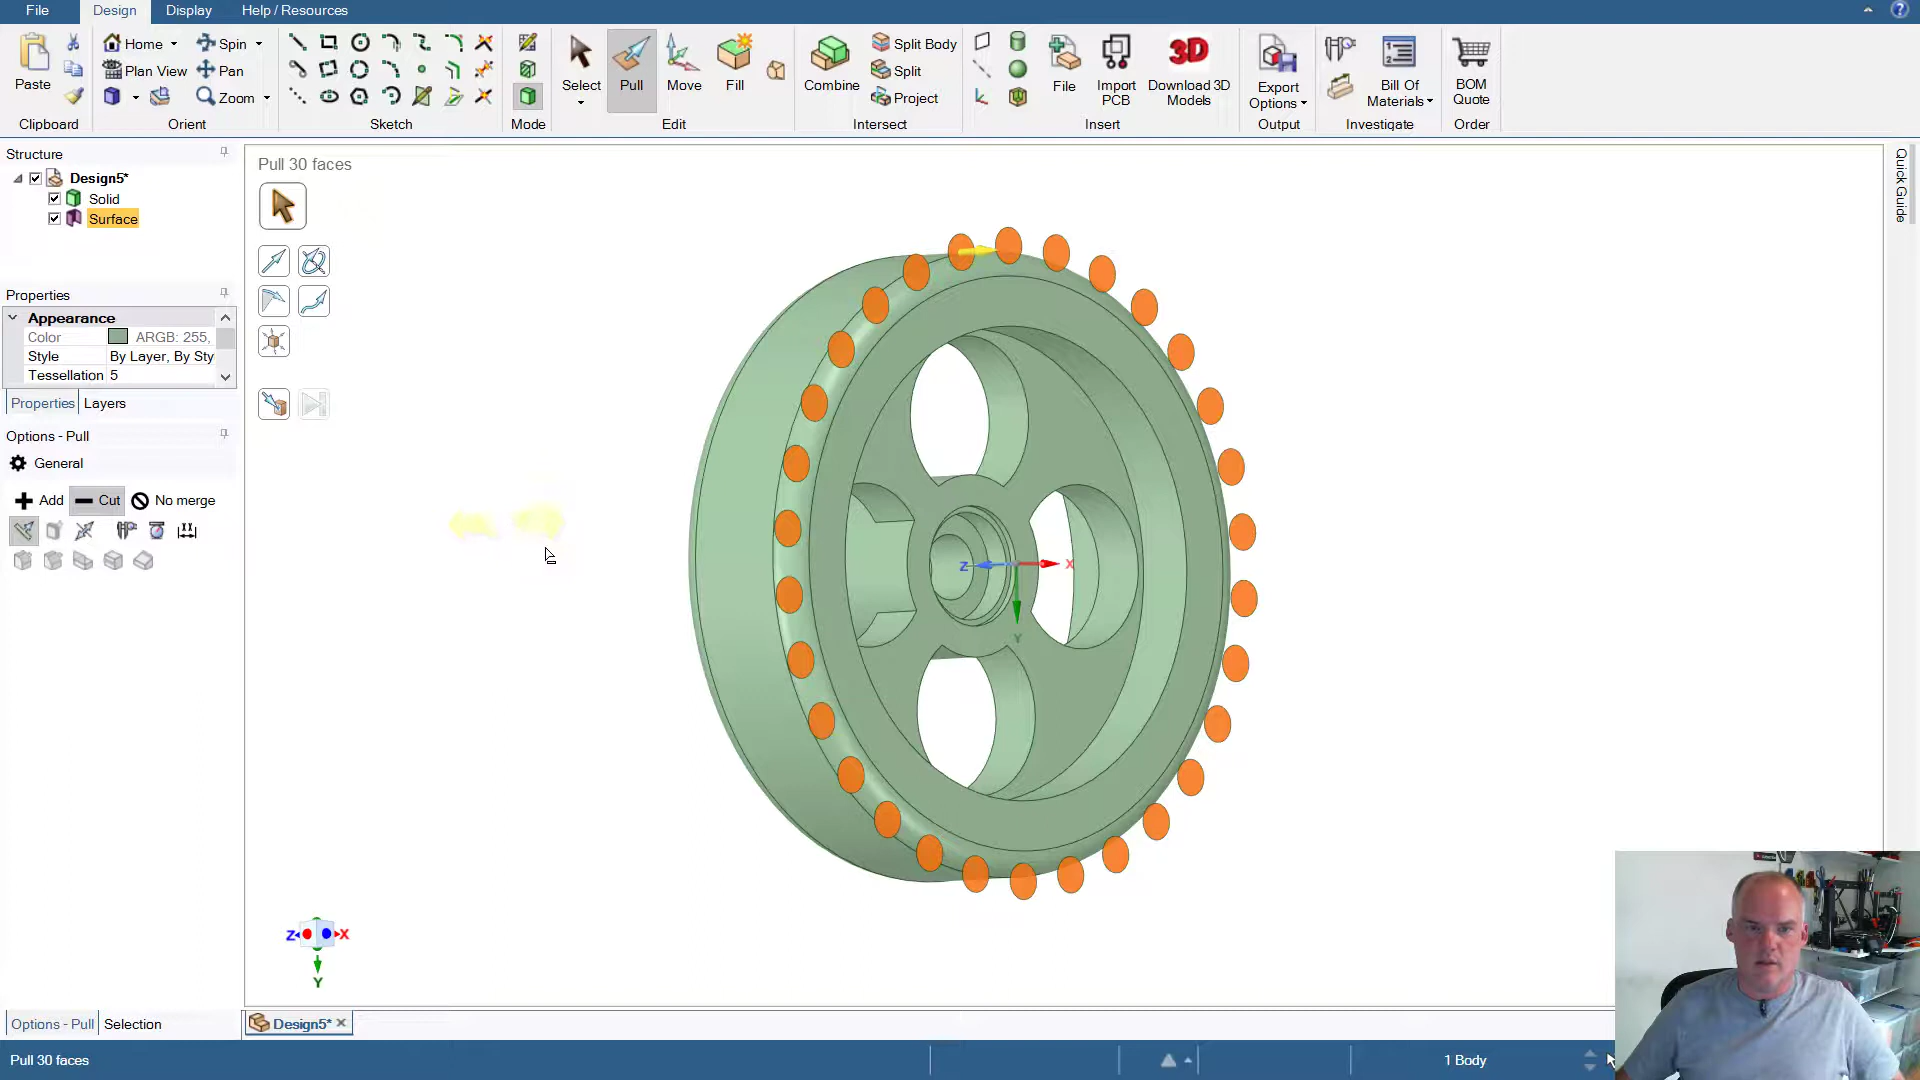 File Design Display Help / Resources
Paste
Clipboard
Home Spin
Plan View Pan
Zoom
Orient
Sketch
Mode
Select Pull Move Fill
Edit
Combine
Split Body
Split
Project
Intersect
File Import PCB Download 3D Models
3D
Insert
Export Options
Output
Bill Of Materials
Investigate
BOM Quote
Order
Structure
Design5*
Solid
Surface
Properties
Appearance
Color ARGB: 255,
Style By Layer, By Sty
Tessellation 5
Properties Layers
Options - Pull
General
Add Cut No merge
Options - Pull Selection
Pull 30 faces
Z X
Y
Z X
Y
Design5*
Quick Guide
Pull 30 faces
1 Body